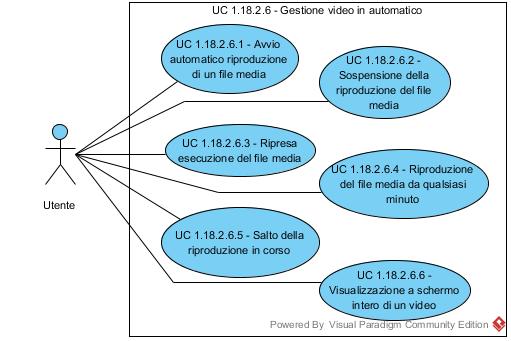 UC 1.18.2.6 - Gestione video in automatico
UC 1.18.2.6.1 - Avvio
automatico riproduzione
di un file media
UC 1.18.2.6.2 -
Sospensione della
riproduzione del file
media
UC 1.18.2.6.3 - Ripresa
esecuzione del file media
UC 1.18.2.6.4 - Riproduzione
del file media da qualsiasi
minuto
Utente
UC 1.18.2.6.5 - Salto della
riproduzione in corso
UC 1.18.2.6.6 -
Visualizzazione a schermo
intero di un video
Powered By Visual Paradigm Community Edition